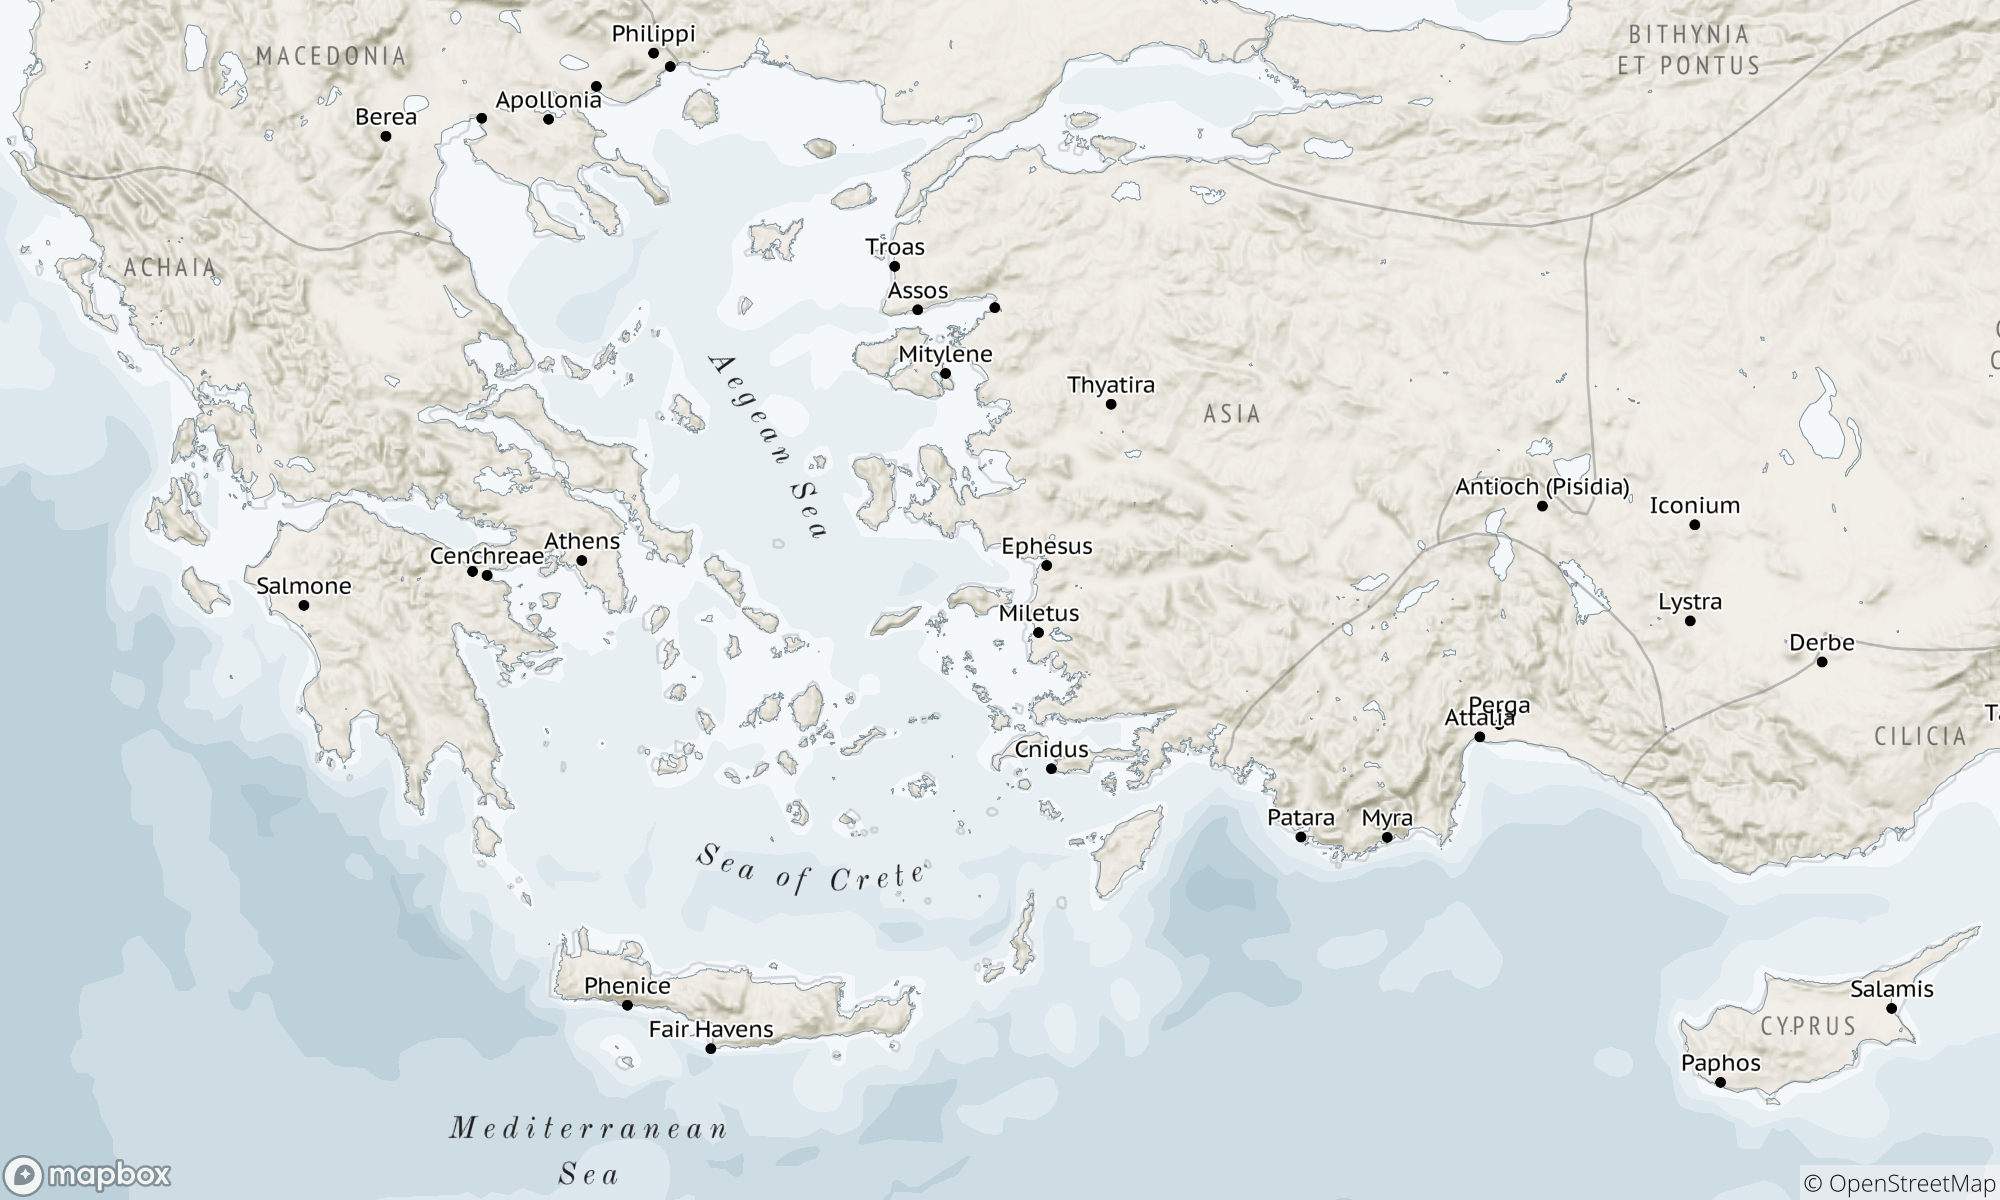 Philippi
BITHYNIA
ET PONTUS
MACEDONIA
Apollonia
Berea
Troas
ACHAIA
Assos
Mitylene
Aegean Sea
Thyatira
ASIA
Antioch (Pisidia)
Iconium
Athens
Cenchreae
Ephesus
Salmone
Miletus
Lystra
Derbe
Perga
Attalia
CILICIA
Cnidus
Patara
Myra
Sea of Crete
Phenice
Salamis
Fair Havens
CYPRUS
Paphos
Mediterranean
Sea
mapbox
© OpenStreetMap